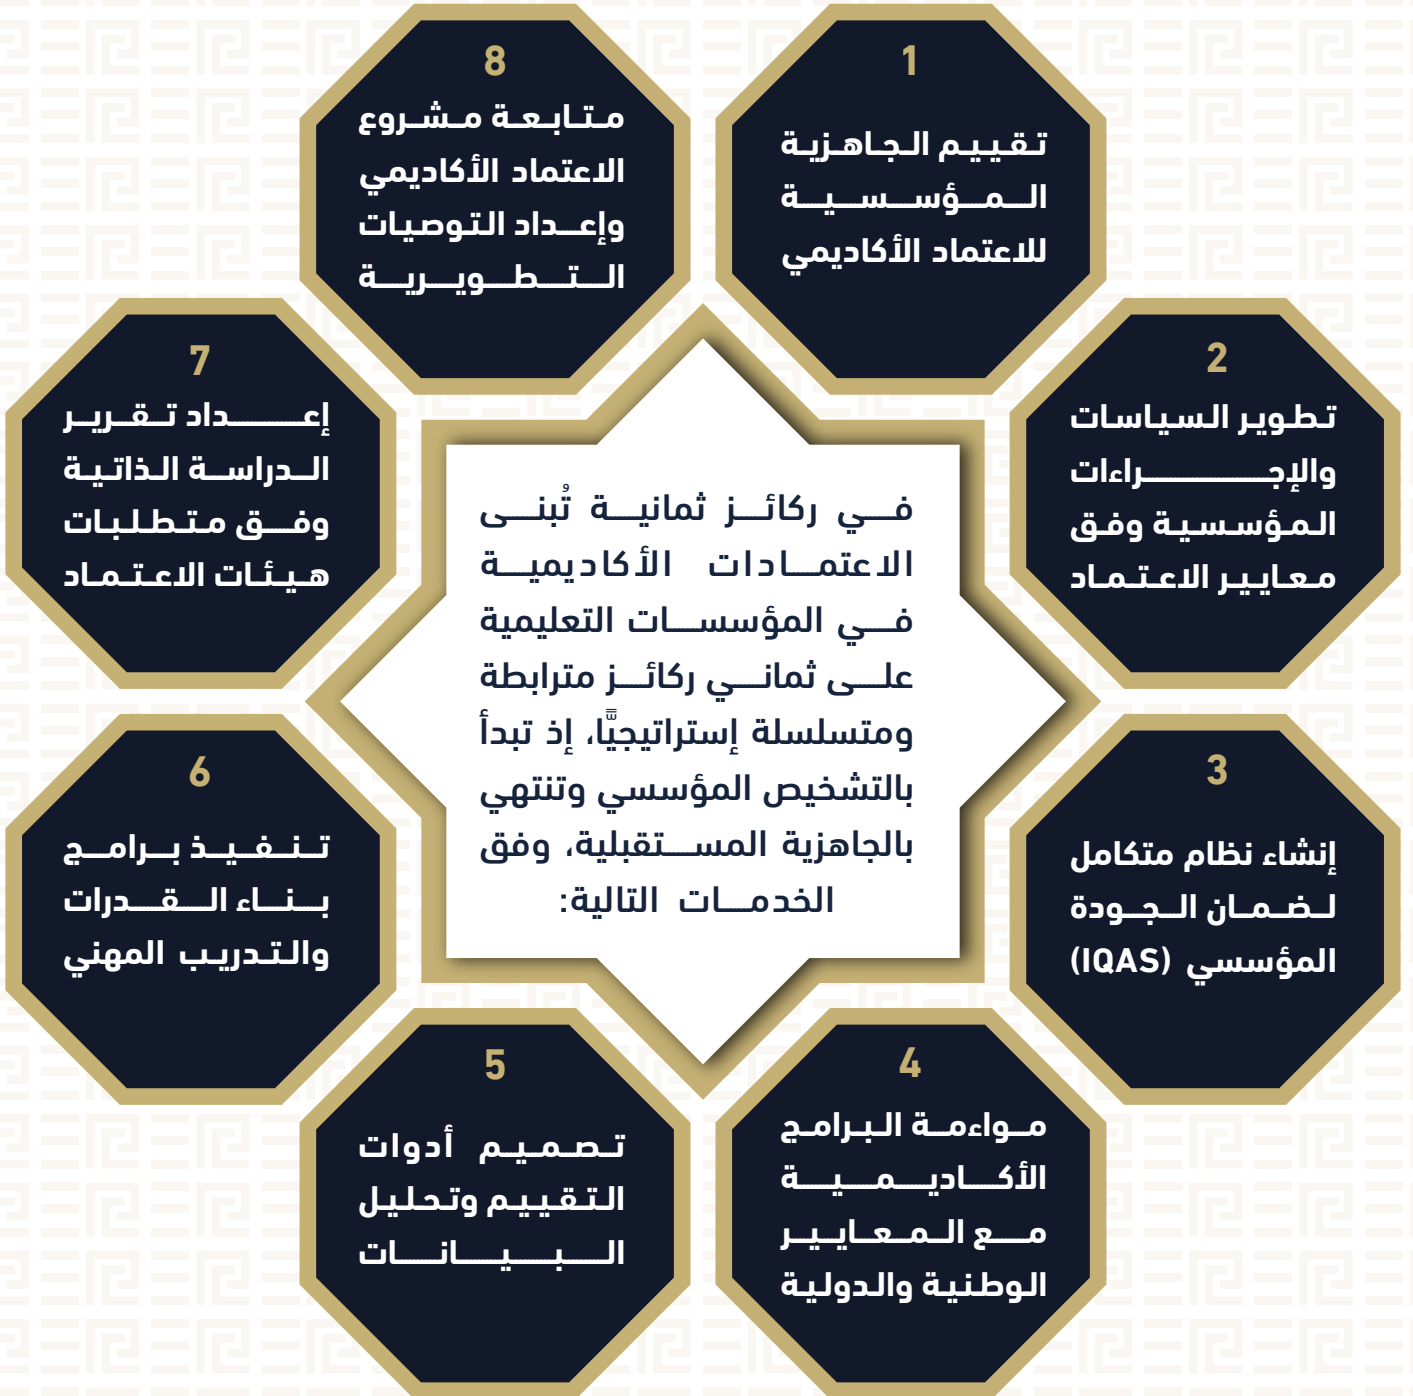 في ركائز ثمانية تُبنى
الاعتمادات الأكاديمية
في المؤسسات التعليمية
على ثماني ركائز مترابطة
ومتسلسلة إستراتيجيًّا، إذ تبدأ
بالتشخيص المؤسسي وتنتهي
بالجاهزية المستقبلية، وفق
الخدمات التالية:
1
تقييم الجاهزية
المؤسسية
للاعتماد الأكاديمي
2
تطوير السياسات
والإجراءات
المؤسسية وفق
معايير الاعتماد
3
إنشاء نظام متكامل
لضمان الجودة
المؤسسي (IQAS)
4
مواءمة البرامج
الأكاديمية
مع المعايير
الوطنية والدولية
5
تصميم أدوات
التقييم وتحليل
البيانات
6
تنفيذ برامج
بناء القدرات
والتدريب المهني
7
إعداد تقرير
الدراسة الذاتية
وفق متطلبات
هيئات الاعتماد
8
متابعة مشروع
الاعتماد الأكاديمي
وإعداد التوصيات
التطويرية